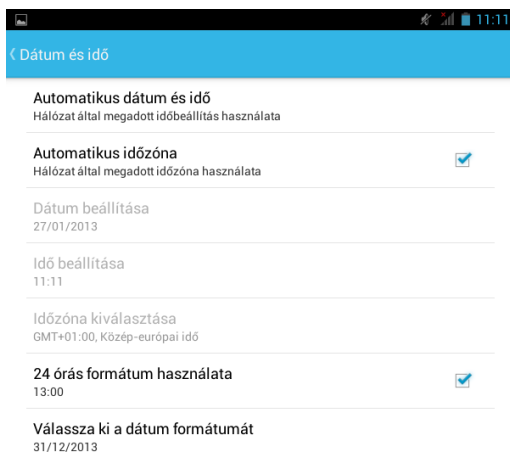 11:11
Dátum és idő
Automatikus dátum és idő
Hálózat által megadott időbeállítás használata
Automatikus időzóna
Hálózat által megadott időzóna használata
Dátum beállítása
27/01/2013
Idő beállítása
11:11
Időzóna kiválasztása
GMT+01:00, Közép-európai idő
24 órás formátum használata
13:00
Válassza ki a dátum formátumát
31/12/2013